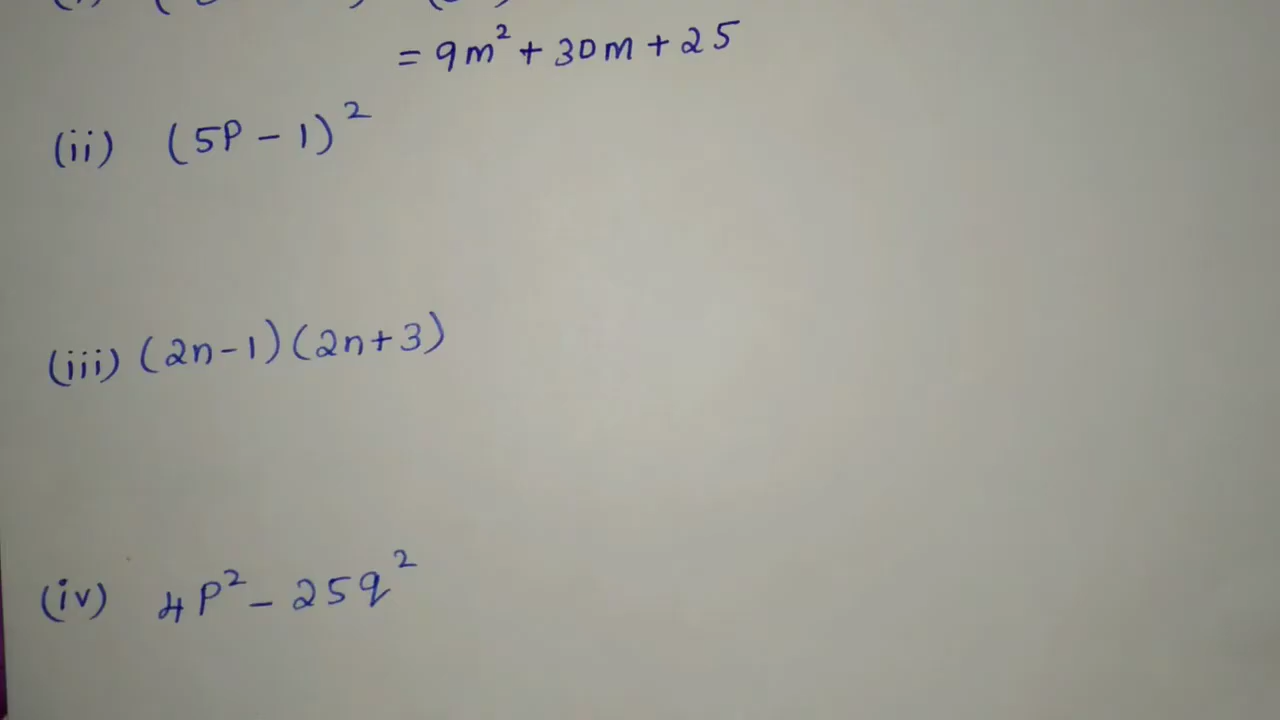 = 9m² + 30m + 25
(ii) (5P - 1)²
(iii) (2n-1) (2n+3)
(iv) 4P² - 25q²